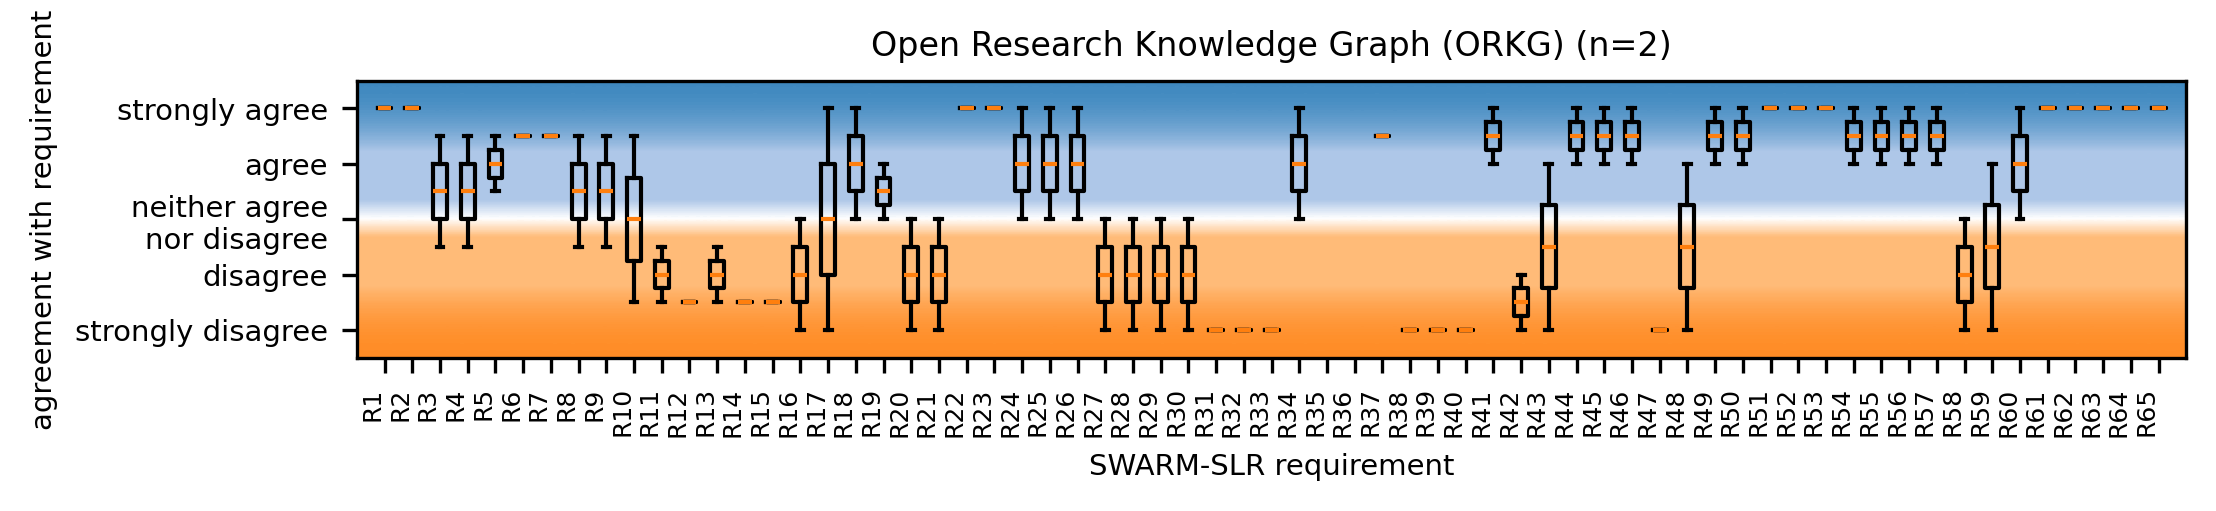 Open Research Knowledge Graph (ORKG) (n=2)
agreement with requirement
strongly agree
agree
neither agree
nor disagree
disagree
strongly disagree
R1 R2 R3 R4 R5 R6 R7 R8 R9 R10 R11 R12 R13 R14 R15 R16 R17 R18 R19 R20 R21 R22 R23 R24 R25 R26 R27 R28 R29 R30 R31 R32 R33 R34 R35 R36 R37 R38 R39 R40 R41 R42 R43 R44 R45 R46 R47 R48 R49 R50 R51 R52 R53 R54 R55 R56 R57 R58 R59 R60 R61 R62 R63 R64 R65
SWARM-SLR requirement